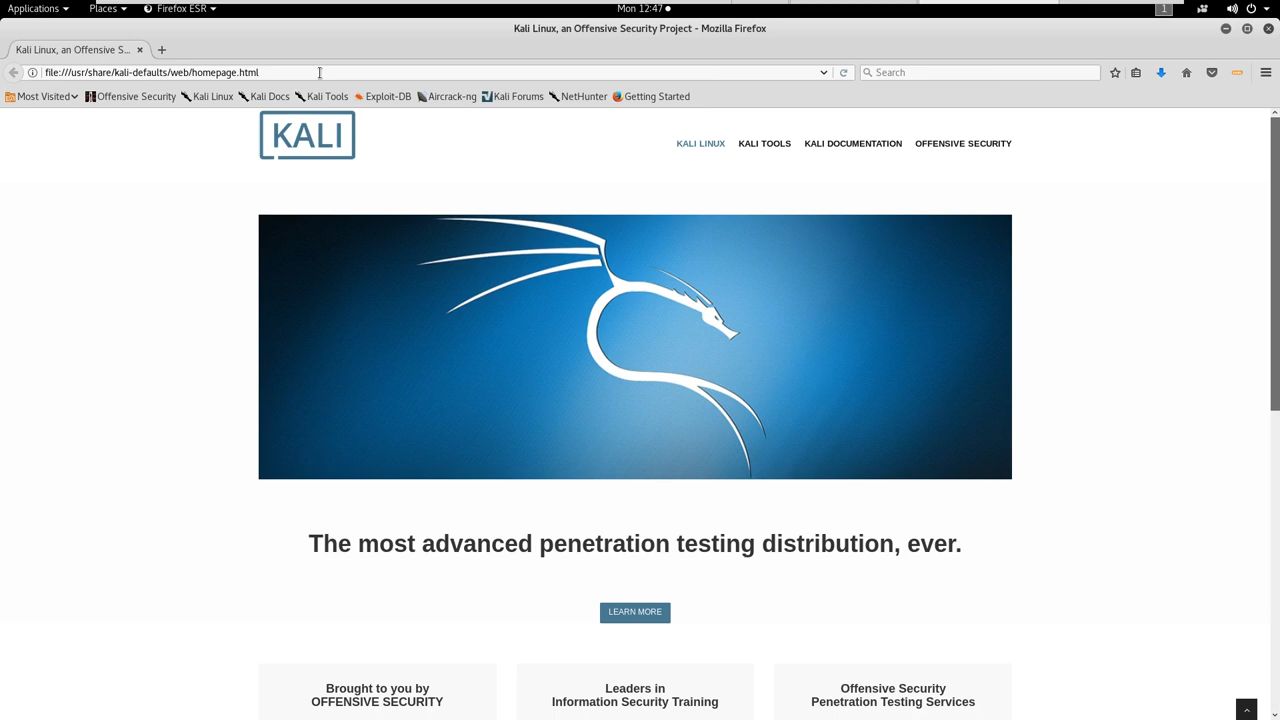 Applications Places Firefox ESR Mon 12:47 1
Kali Linux, an Offensive Security Project - Mozilla Firefox
Kali Linux, an Offensive S...
file:///usr/share/kali-defaults/web/homepage.html Search
Most Visited Offensive Security Kali Linux Kali Docs Kali Tools Exploit-DB Aircrack-ng Kali Forums NetHunter Getting Started
KALI
KALI LINUX KALI TOOLS KALI DOCUMENTATION OFFENSIVE SECURITY
The most advanced penetration testing distribution, ever.
LEARN MORE
Brought to you by
OFFENSIVE SECURITY
Leaders in
Information Security Training
Offensive Security
Penetration Testing Services